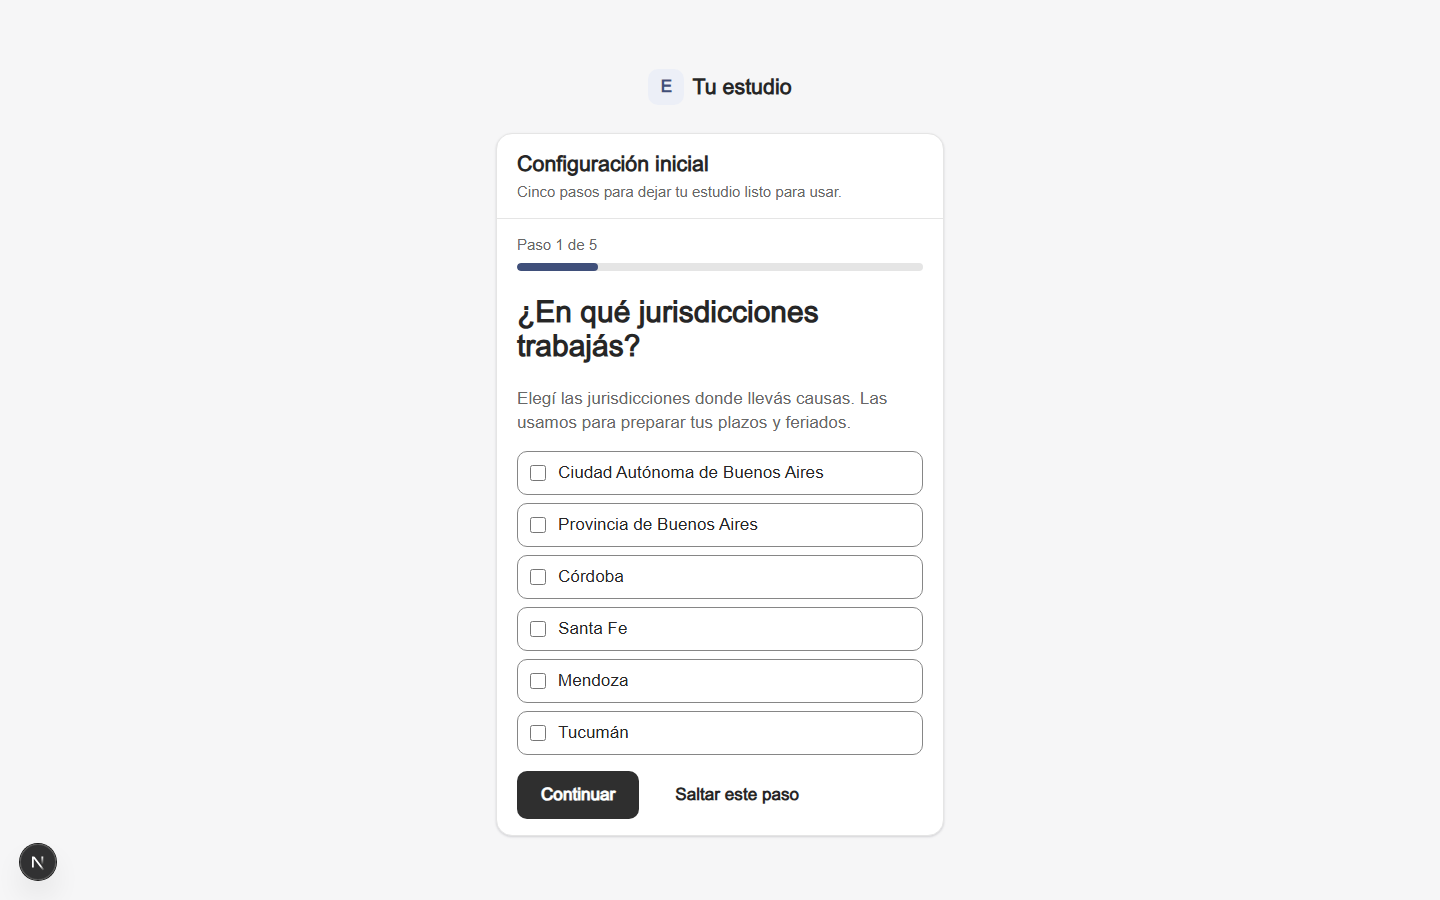 E Tu estudio
Configuración inicial
Cinco pasos para dejar tu estudio listo para usar.
Paso 1 de 5
¿En qué jurisdicciones
trabajás?
Elegí las jurisdicciones donde llevás causas. Las
usamos para preparar tus plazos y feriados.
Ciudad Autónoma de Buenos Aires
Provincia de Buenos Aires
Córdoba
Santa Fe
Mendoza
Tucumán
Continuar Saltar este paso
N